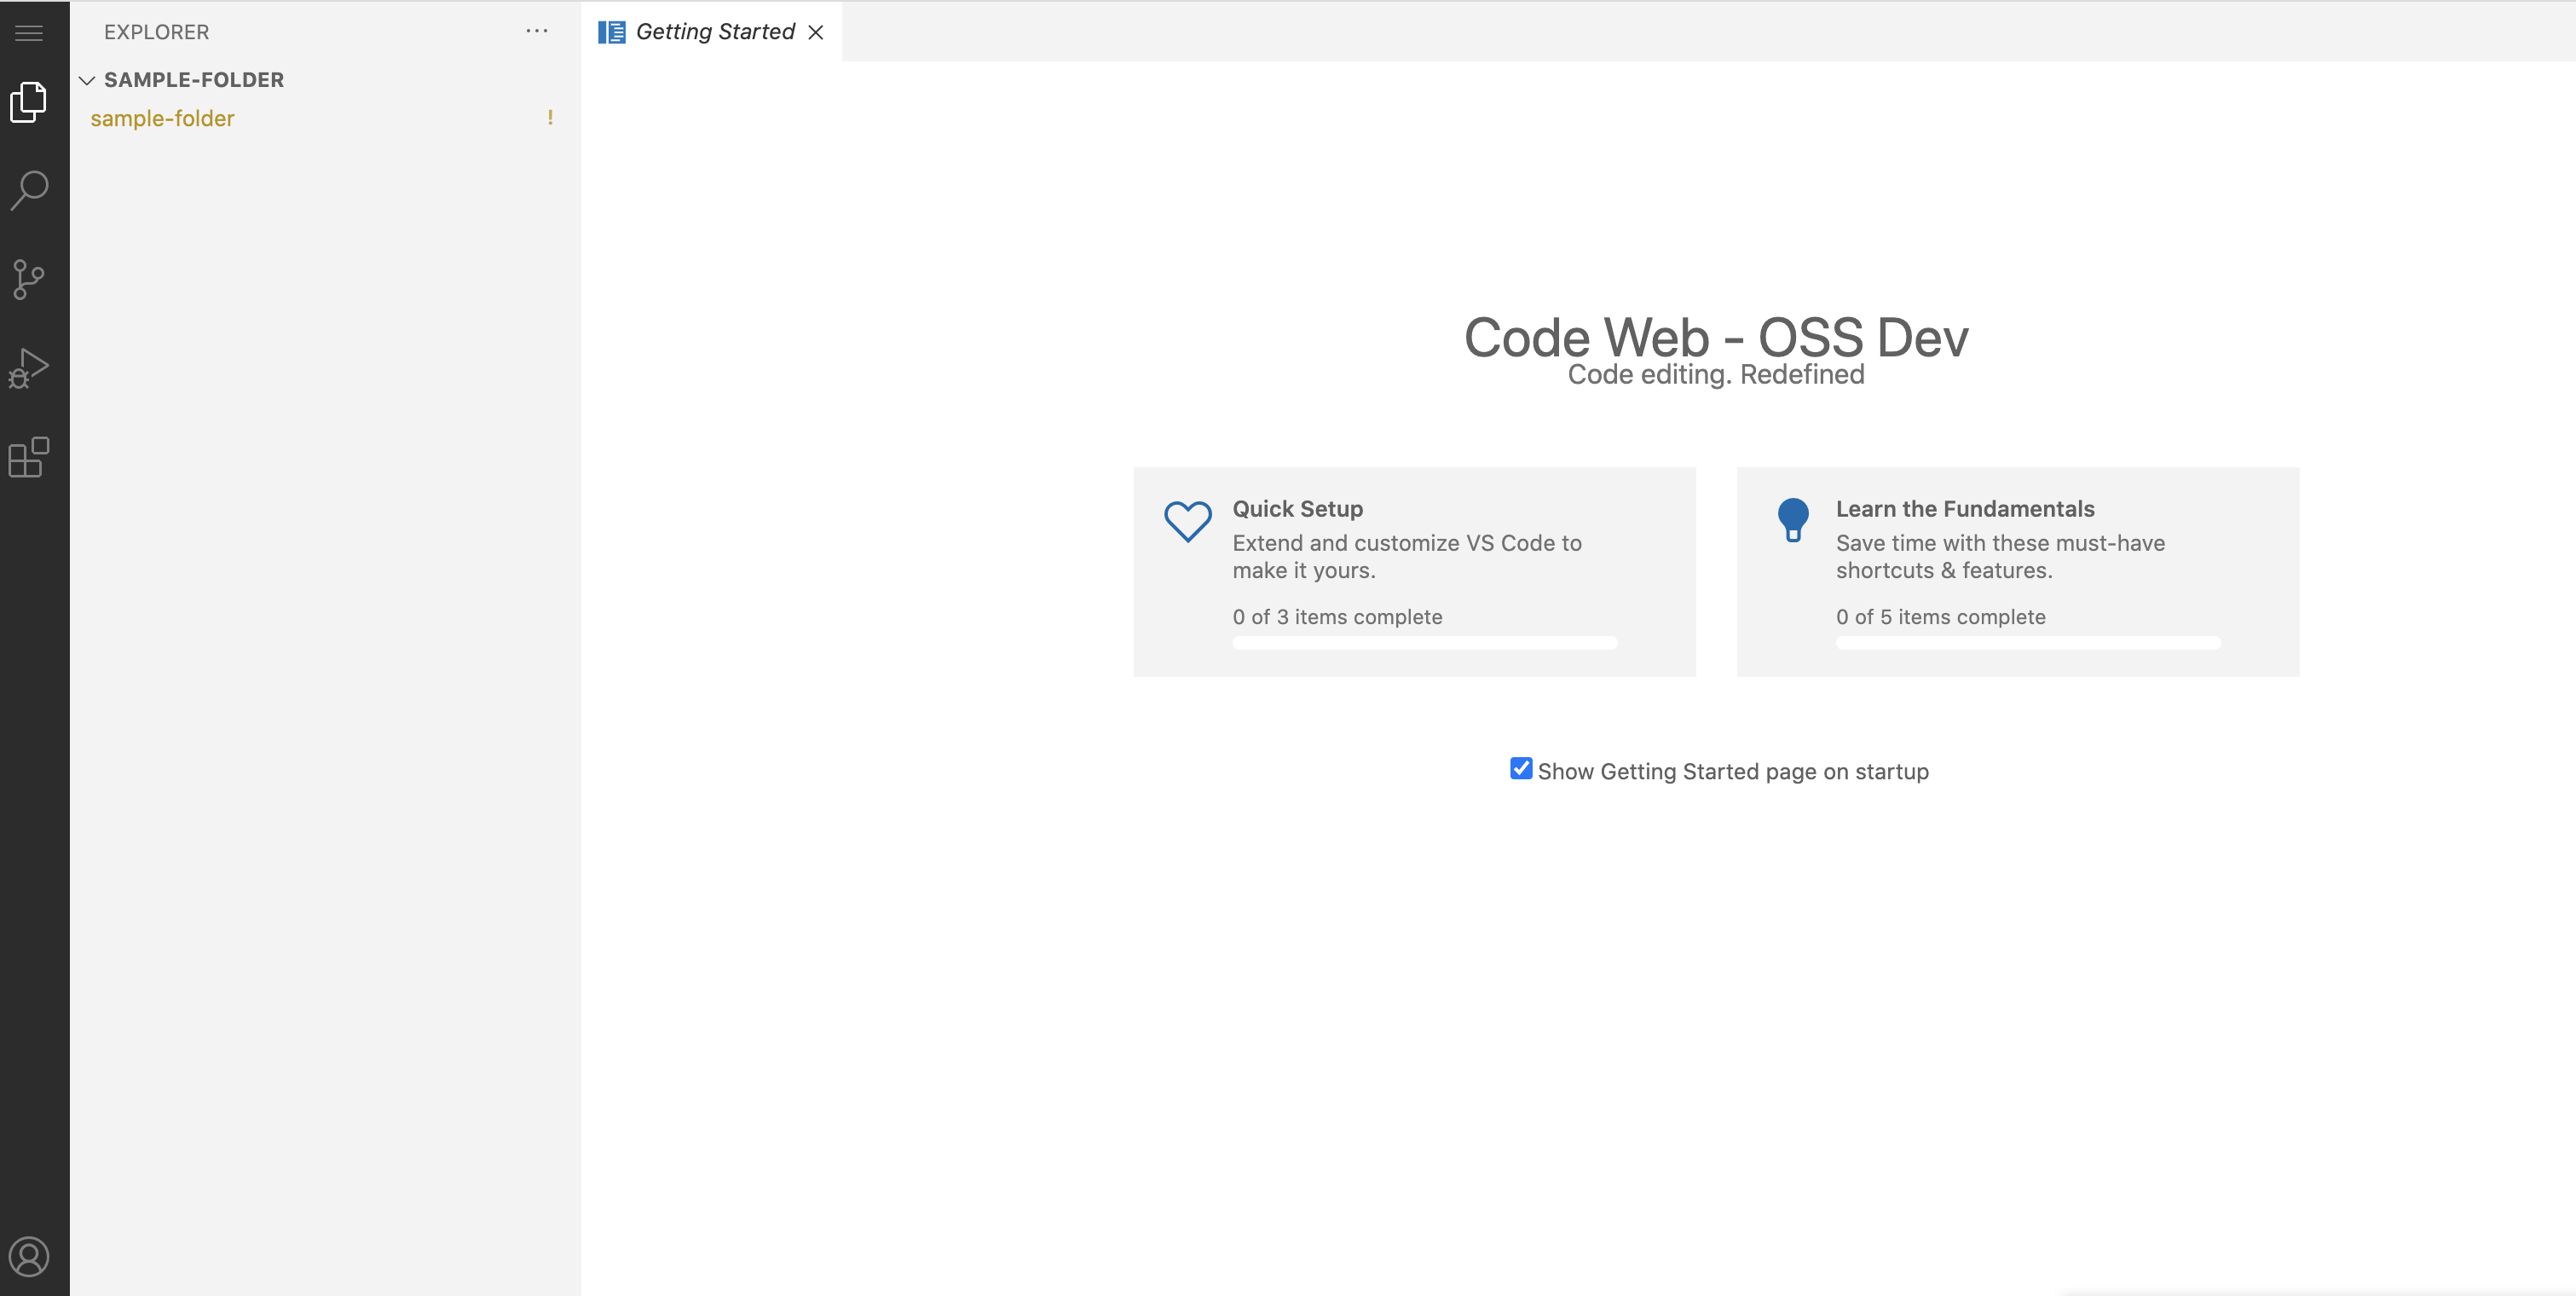 EXPLORER
Getting Started
SAMPLE-FOLDER
sample-folder !
Code Web - OSS Dev
Code editing. Redefined
Quick Setup
Extend and customize VS Code to
make it yours.
0 of 3 items complete
Learn the Fundamentals
Save time with these must-have
shortcuts & features.
0 of 5 items complete
Show Getting Started page on startup